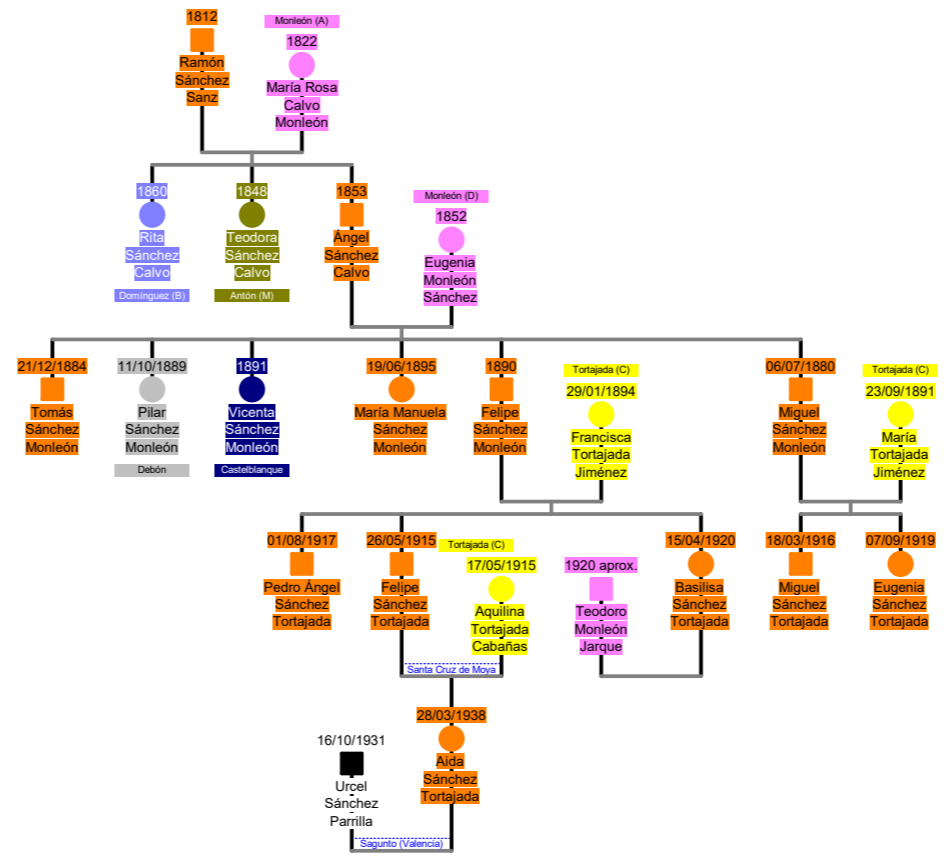 1812
Ramón
Sánchez
Sanz
Monleón (A)
1822
María Rosa
Calvo
Monleón
1860
Rita
Sánchez
Calvo
Domínguez (B)
1848
Teodora
Sánchez
Calvo
Antón (M)
1853
Ángel
Sánchez
Calvo
Monleón (D)
1852
Eugenia
Monleón
Sánchez
21/12/1884
Tomás
Sánchez
Monleón
11/10/1889
Pilar
Sánchez
Monleón
Debón
1891
Vicenta
Sánchez
Monleón
Castelblanque
19/06/1895
María Manuela
Sánchez
Monleón
1890
Felipe
Sánchez
Monleón
Tortajada (C)
29/01/1894
Francisca
Tortajada
Jiménez
06/07/1880
Miguel
Sánchez
Monleón
Tortajada (C)
23/09/1891
María
Tortajada
Jiménez
01/08/1917
Pedro Ángel
Sánchez
Tortajada
26/05/1915
Felipe
Sánchez
Tortajada
Tortajada (C)
17/05/1915
Aquilina
Tortajada
Cabañas
Santa Cruz de Moya
1920 aprox.
Teodoro
Monleón
Jarque
15/04/1920
Basilisa
Sánchez
Tortajada
18/03/1916
Miguel
Sánchez
Tortajada
07/09/1919
Eugenia
Sánchez
Tortajada
16/10/1931
Urcel
Sánchez
Parrilla
28/03/1938
Aida
Sánchez
Tortajada
Sagunto (Valencia)